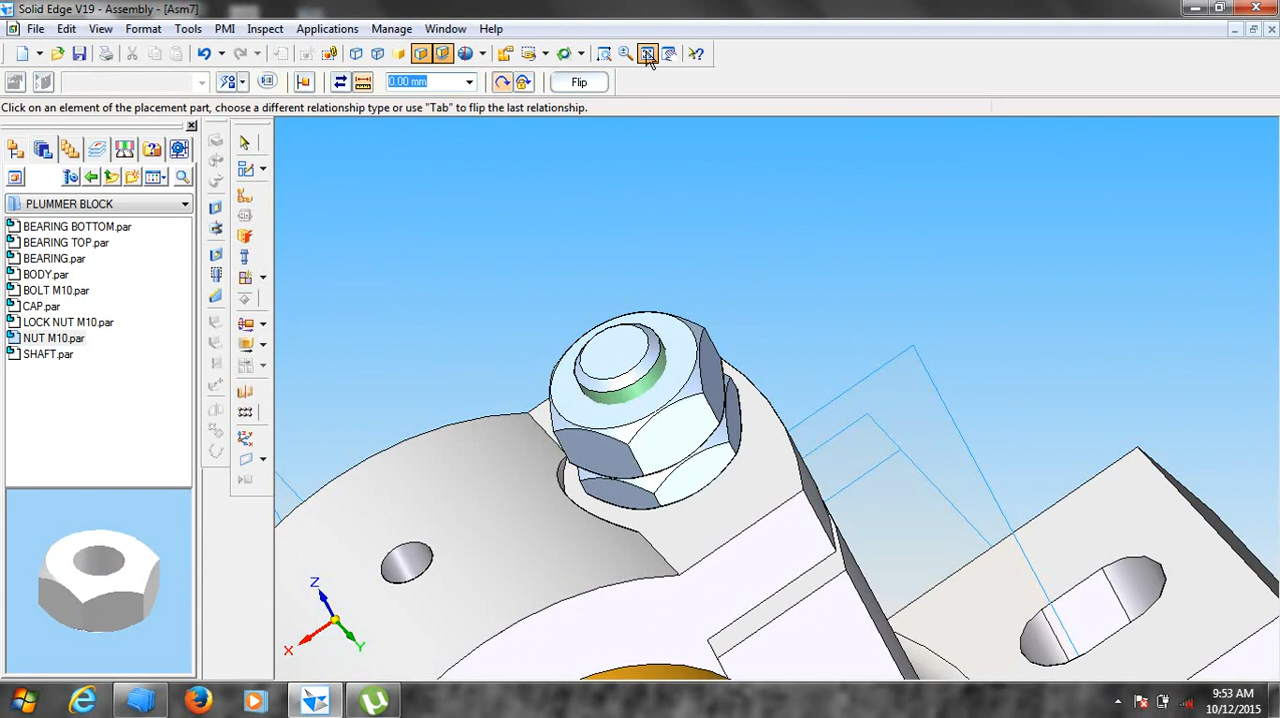 Solid Edge V19 - Assembly - [Asm7]
File Edit View Format Tools PMI Inspect Applications Manage Window Help
0.00 mm Flip
Click on an element of the placement part, choose a different relationship type or use "Tab" to flip the last relationship.
PLUMMER BLOCK
BEARING BOTTOM.par
BEARING TOP.par
BEARING.par
BODY.par
BOLT M10.par
CAP.par
LOCK NUT M10.par
NUT M10.par
SHAFT.par
Z
X
Y
9:53 AM
10/12/2015